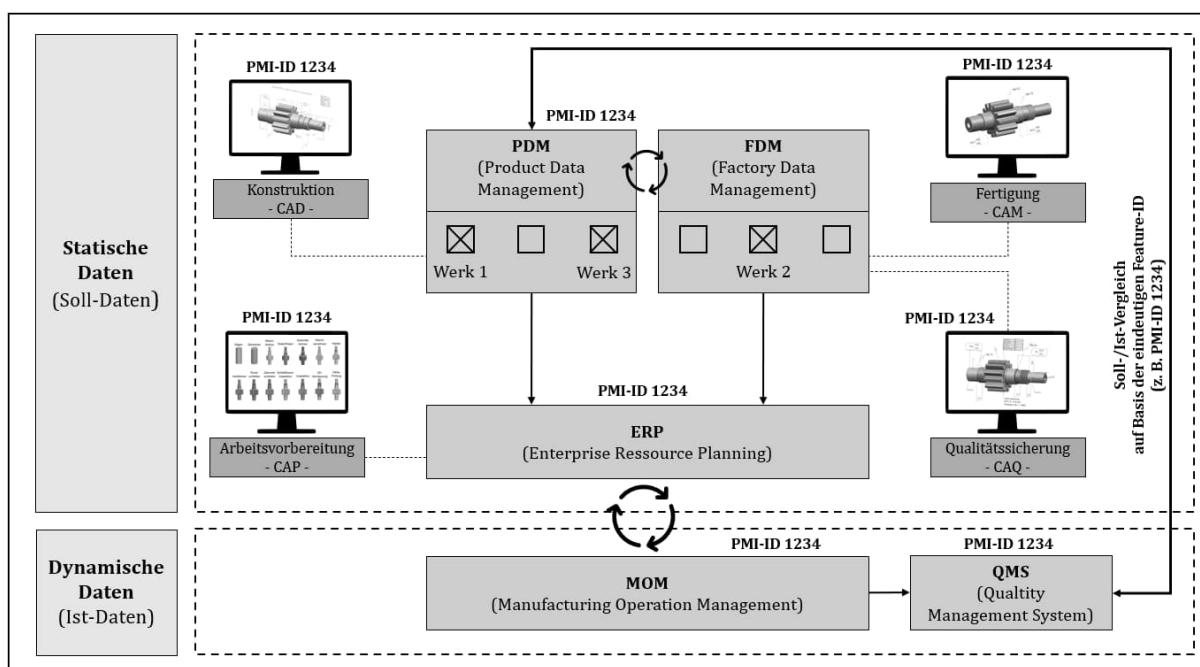 Statische
Daten
(Soll-Daten)
PMI-ID 1234
Konstruktion
- CAD -
PMI-ID 1234
PDM
(Product Data
Management)
Werk 1
Werk 3
FDM
(Factory Data
Management)
Werk 2
PMI-ID 1234
Fertigung
- CAM -
PMI-ID 1234
Arbeitsvorbereitung
- CAP -
PMI-ID 1234
ERP
(Enterprise Ressource Planning)
PMI-ID 1234
Qualitätssicherung
- CAQ -
Soll-/Ist-Vergleich
auf Basis der eindeutigen Feature-ID
(z. B. PMI-ID 1234)
Dynamische
Daten
(Ist-Daten)
PMI-ID 1234
MOM
(Manufacturing Operation Management)
PMI-ID 1234
QMS
(Qualtity
Management System)